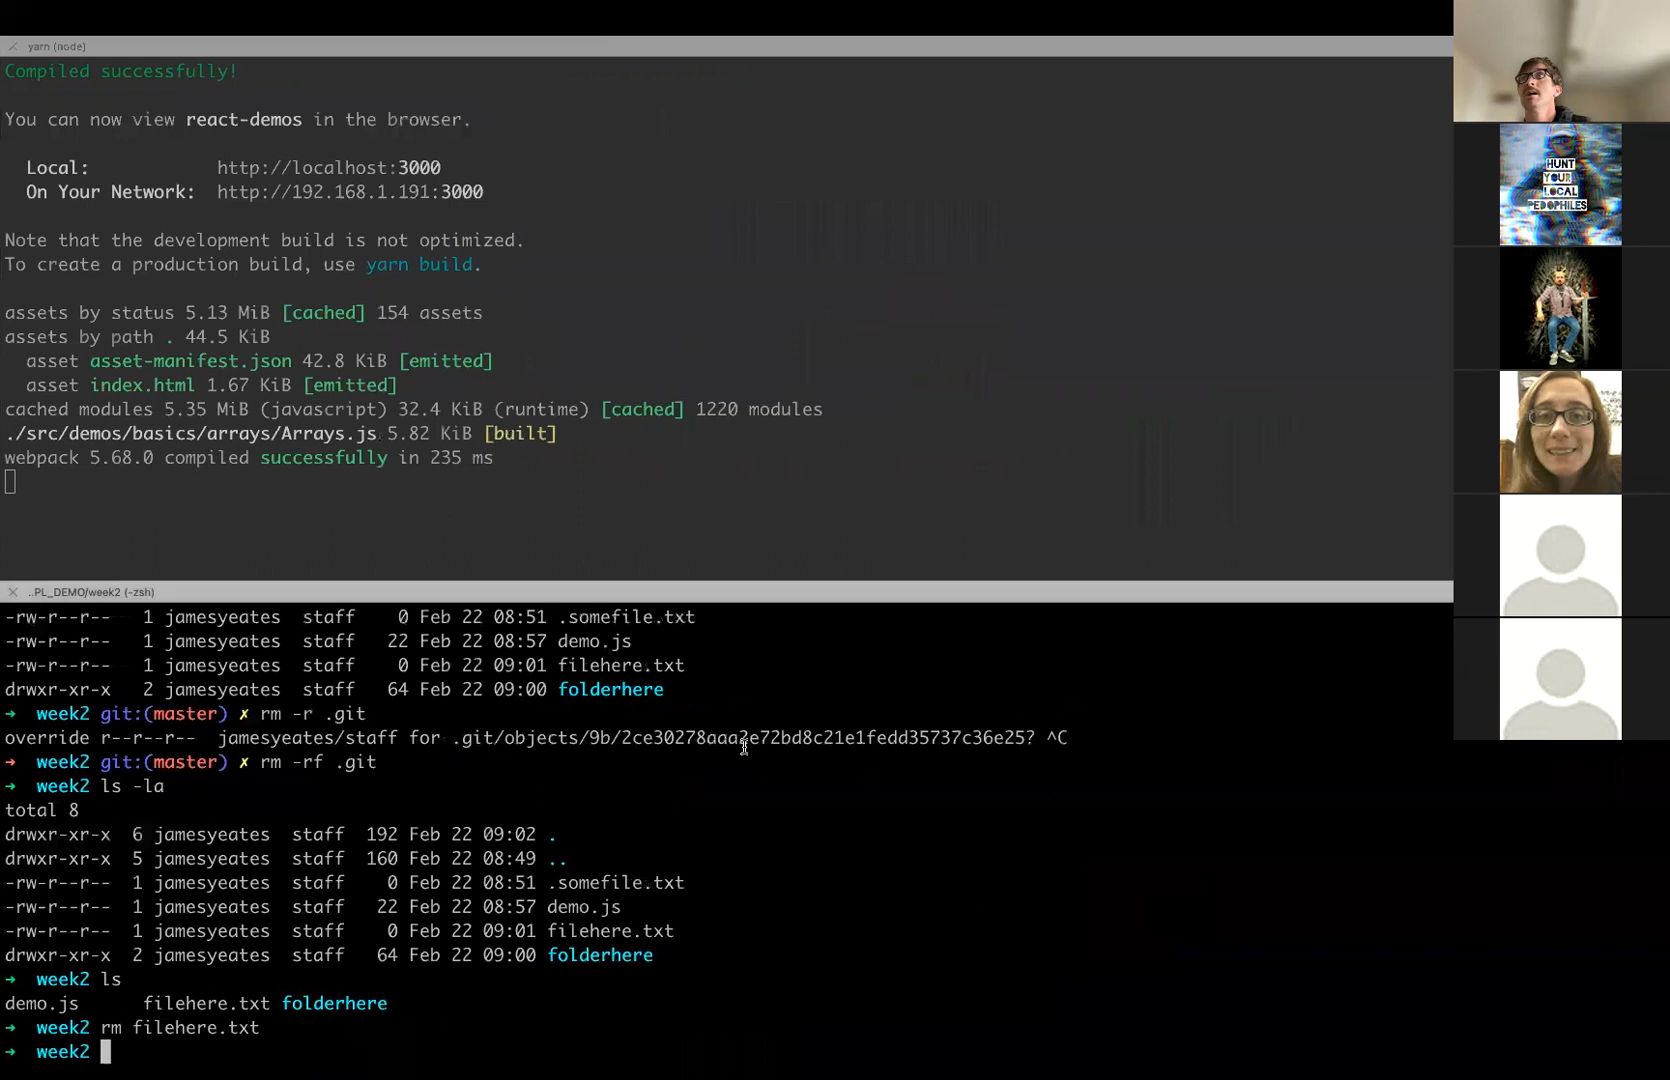 yarn (node)
Compiled successfully!
You can now view react-demos in the browser.
Local: http://localhost:3000
On Your Network: http://192.168.1.191:3000
Note that the development build is not optimized.
To create a production build, use yarn build.
assets by status 5.13 MiB [cached] 154 assets
assets by path . 44.5 KiB
asset asset-manifest.json 42.8 KiB [emitted]
asset index.html 1.67 KiB [emitted]
cached modules 5.35 MiB (javascript) 32.4 KiB (runtime) [cached] 1220 modules
./src/demos/basics/arrays/Arrays.js 5.82 KiB [built]
webpack 5.68.0 compiled successfully in 235 ms
..PL_DEMO/week2 (-zsh)
-rw-r--r-- 1 jamesyeates staff 0 Feb 22 08:51 .somefile.txt
-rw-r--r-- 1 jamesyeates staff 22 Feb 22 08:57 demo.js
-rw-r--r-- 1 jamesyeates staff 0 Feb 22 09:01 filehere.txt
drwxr-xr-x 2 jamesyeates staff 64 Feb 22 09:00 folderhere
➜ week2 git:(master) ✗ rm -r .git
override r--r--r-- jamesyeates/staff for .git/objects/9b/2ce30278aaa2e72bd8c21e1fedd35737c36e25? ^C
➜ week2 git:(master) ✗ rm -rf .git
➜ week2 ls -la
total 8
drwxr-xr-x 6 jamesyeates staff 192 Feb 22 09:02 .
drwxr-xr-x 5 jamesyeates staff 160 Feb 22 08:49 ..
-rw-r--r-- 1 jamesyeates staff 0 Feb 22 08:51 .somefile.txt
-rw-r--r-- 1 jamesyeates staff 22 Feb 22 08:57 demo.js
-rw-r--r-- 1 jamesyeates staff 0 Feb 22 09:01 filehere.txt
drwxr-xr-x 2 jamesyeates staff 64 Feb 22 09:00 folderhere
➜ week2 ls
demo.js filehere.txt folderhere
➜ week2 rm filehere.txt
➜ week2
HUNT
YOUR
LOCAL
PEDOPHILES